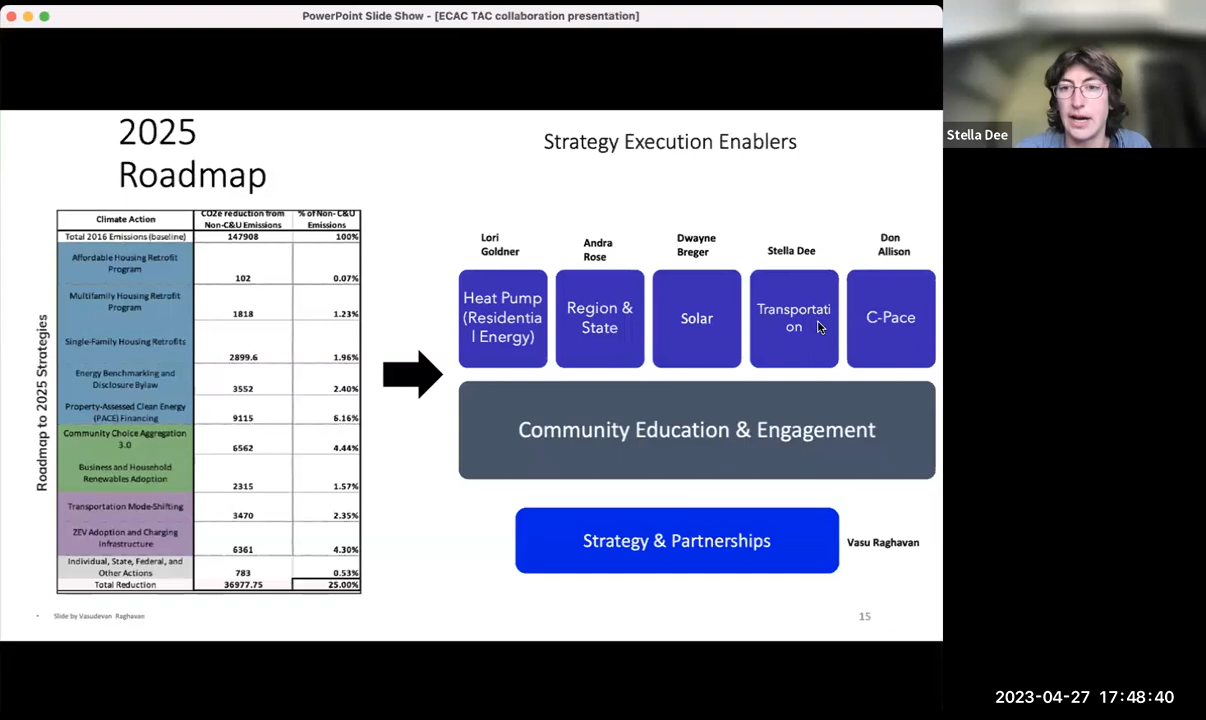 PowerPoint Slide Show - [ECAC TAC collaboration presentation]
Stella Dee
2025
Roadmap
Strategy Execution Enablers
Roadmap to 2025 Strategies
Climate Action
CO2e reduction from
Non-C&U Emissions
% of Non- C&U
Emissions
Total 2016 Emissions (baseline) 147908 100%
Affordable Housing Retrofit
Program
102 0.07%
Multifamily Housing Retrofit
Program
1818 1.23%
Single-Family Housing Retrofits
2899.6 1.96%
Energy Benchmarking and
Disclosure Bylaw
3552 2.40%
Property-Assessed Clean Energy
(PACE) Financing
9115 6.16%
Community Choice Aggregation
3.0
6562 4.44%
Business and Household
Renewables Adoption
2315 1.57%
Transportation Mode-Shifting
3470 2.35%
ZEV Adoption and Charging
Infrastructure
6361 4.30%
Individual, State, Federal, and
Other Actions
783 0.53%
Total Reduction 36977.75 25.00%
Lori
Goldner
Andra
Rose
Dwayne
Breger
Stella Dee
Don
Allison
Heat Pump
(Residentia
l Energy)
Region &
State
Solar
Transportati
on
C-Pace
Community Education & Engagement
Strategy & Partnerships
Vasu Raghavan
• Slide by Vasudevan Raghavan
15
2023-04-27 17:48:40